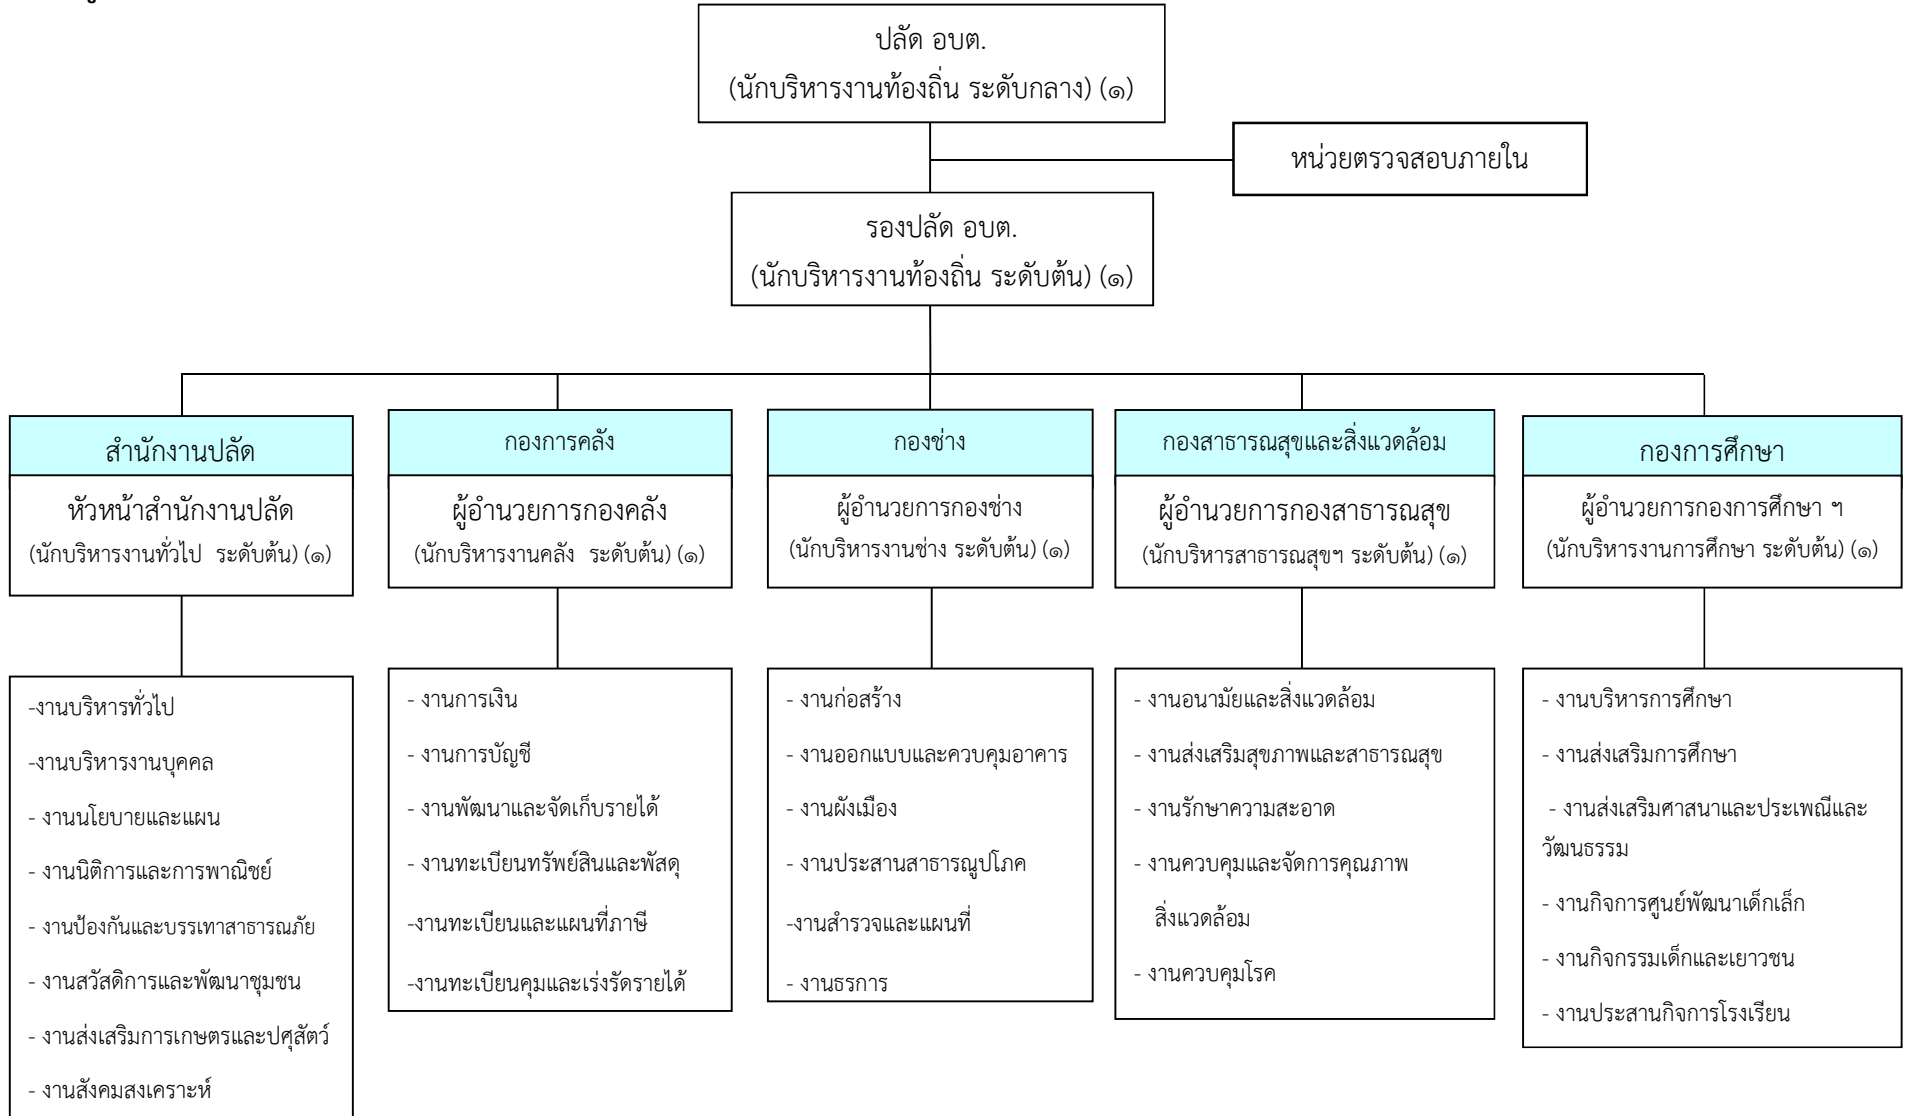 ปลัด อบต.
(นักบริหารงานท้องถิ่น ระดับกลาง) (๑)
หน่วยตรวจสอบภายใน
รองปลัด อบต.
(นักบริหารงานท้องถิ่น ระดับต้น) (๑)
สำนักงานปลัด
หัวหน้าสำนักงานปลัด
(นักบริหารงานทั่วไป ระดับต้น) (๑)
-งานบริหารทั่วไป
-งานบริหารงานบุคคล
- งานนโยบายและแผน
- งานนิติการและการพาณิชย์
- งานป้องกันและบรรเทาสาธารณภัย
- งานสวัสดิการและพัฒนาชุมชน
- งานส่งเสริมการเกษตรและปศุสัตว์
- งานสังคมสงเคราะห์
กองการคลัง
ผู้อำนวยการกองคลัง
(นักบริหารงานคลัง ระดับต้น) (๑)
- งานการเงิน
- งานการบัญชี
- งานพัฒนาและจัดเก็บรายได้
- งานทะเบียนทรัพย์สินและพัสดุ
-งานทะเบียนและแผนที่ภาษี
-งานทะเบียนคุมและเร่งรัดรายได้
กองช่าง
ผู้อำนวยการกองช่าง
(นักบริหารงานช่าง ระดับต้น) (๑)
- งานก่อสร้าง
- งานออกแบบและควบคุมอาคาร
- งานผังเมือง
- งานประสานสาธารณูปโภค
-งานสำรวจและแผนที่
- งานธรการ
กองสาธารณสุขและสิ่งแวดล้อม
ผู้อำนวยการกองสาธารณสุข
(นักบริหารสาธารณสุขฯ ระดับต้น) (๑)
- งานอนามัยและสิ่งแวดล้อม
- งานส่งเสริมสุขภาพและสาธารณสุข
- งานรักษาความสะอาด
- งานควบคุมและจัดการคุณภาพ
สิ่งแวดล้อม
- งานควบคุมโรค
กองการศึกษา
ผู้อำนวยการกองการศึกษา ฯ
(นักบริหารงานการศึกษา ระดับต้น) (๑)
- งานบริหารการศึกษา
- งานส่งเสริมการศึกษา
- งานส่งเสริมศาสนาและประเพณีและ
วัฒนธรรม
- งานกิจการศูนย์พัฒนาเด็กเล็ก
- งานกิจกรรมเด็กและเยาวชน
- งานประสานกิจการโรงเรียน